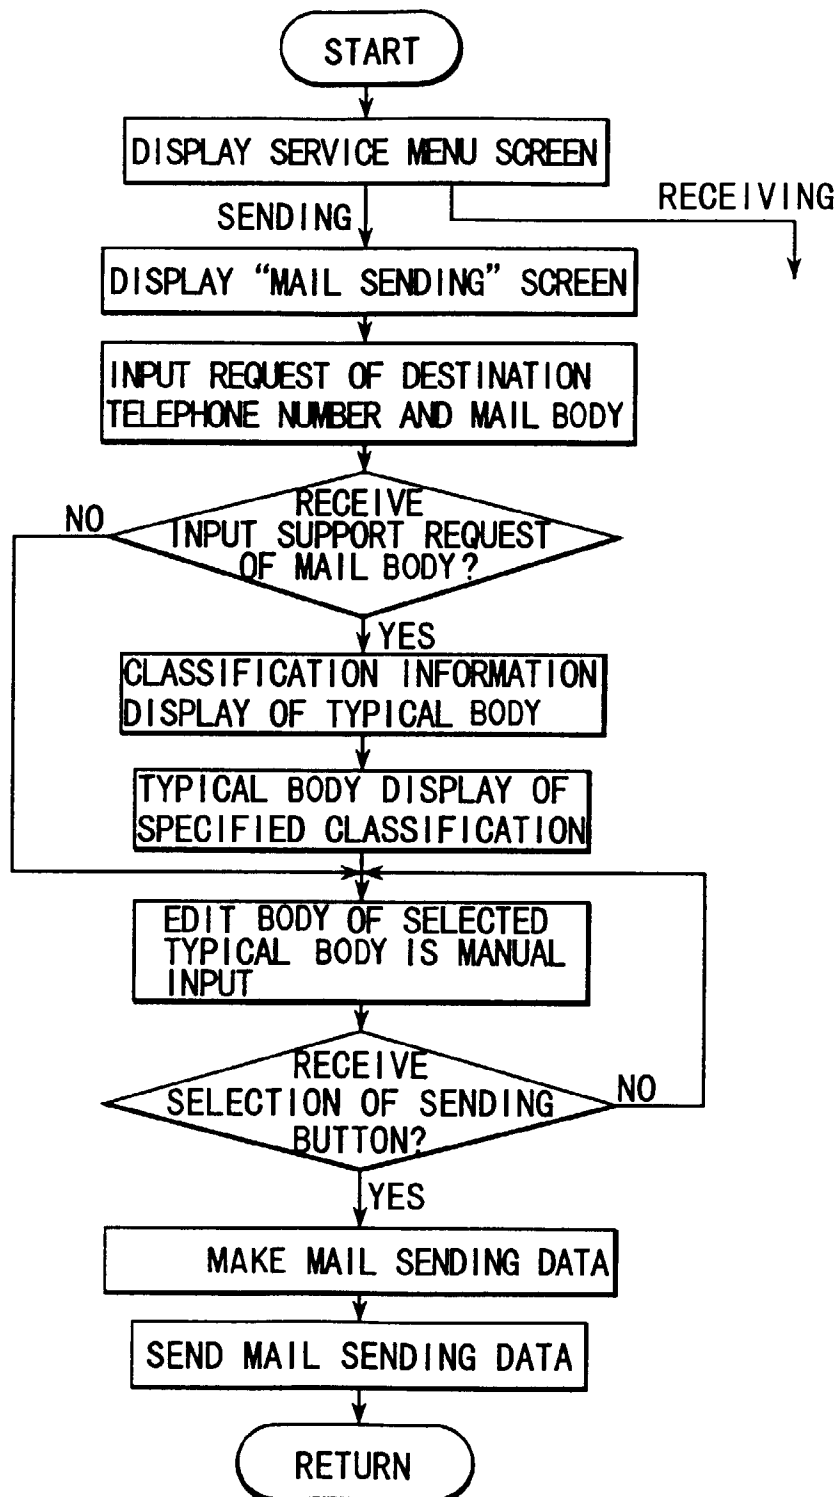 START
DISPLAY SERVICE MENU SCREEN
RECEIVING
SENDING
DISPLAY “MAIL SENDING” SCREEN
INPUT REQUEST OF DESTINATION
TELEPHONE NUMBER AND MAIL BODY
NO
RECEIVE
INPUT SUPPORT REQUEST
OF MAIL BODY?
YES
CLASSIFICATION INFORMATION
DISPLAY OF TYPICAL BODY
TYPICAL BODY DISPLAY OF
SPECIFIED CLASSIFICATION
EDIT BODY OF SELECTED
TYPICAL BODY IS MANUAL
INPUT
RECEIVE
SELECTION OF SENDING
BUTTON?
NO
YES
MAKE MAIL SENDING DATA
SEND MAIL SENDING DATA
RETURN